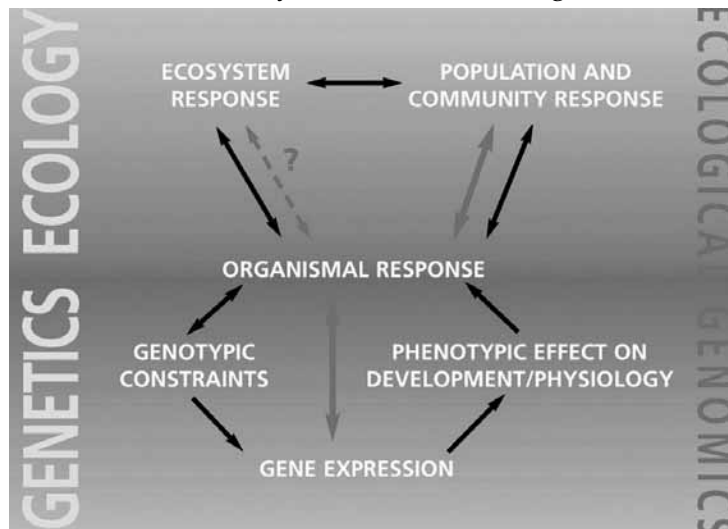 GENETICS ECOLOGY
ECOSYSTEM
RESPONSE
POPULATION AND
COMMUNITY RESPONSE
?
ORGANISMAL RESPONSE
GENOTYPIC
CONSTRAINTS
PHENOTYPIC EFFECT ON
DEVELOPMENT/PHYSIOLOGY
GENE EXPRESSION
ECOLOGICAL GENOMICS